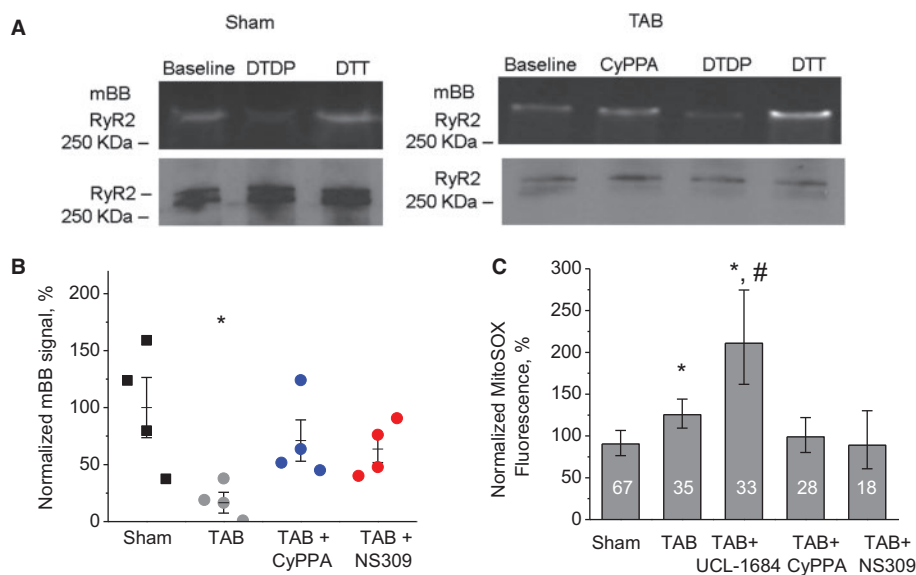 A
Sham
TAB
Baseline DTDP DTT
Baseline CyPPA DTDP DTT
mBB
RyR2
250 KDa –
mBB
RyR2
250 KDa –
RyR2 –
250 KDa –
RyR2
250 KDa –
B
Normalized mBB signal, %
200
150
100
50
0
*
Sham TAB TAB + CyPPA TAB + NS309
C
Normalized MitoSOX
Fluorescence, %
300
250
200
150
100
50
0
*
*, #
67 35 33 28 18
Sham TAB TAB+ UCL-1684 TAB+ CyPPA TAB+ NS309